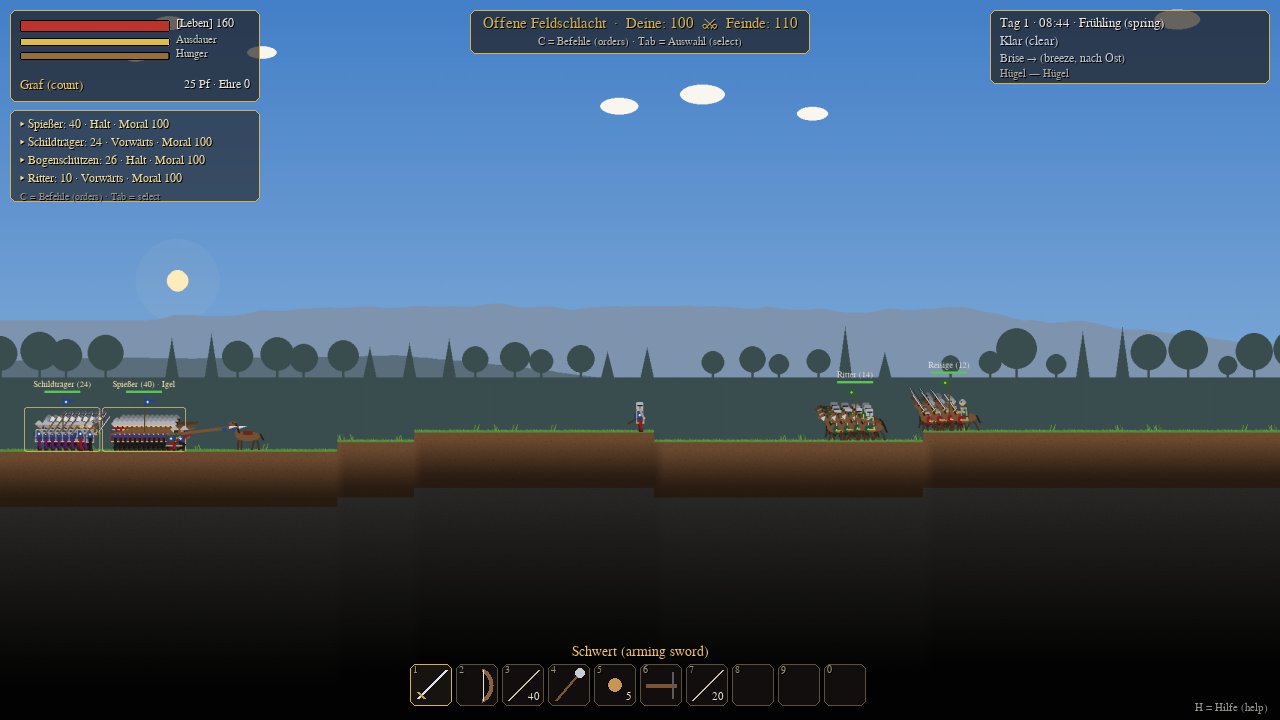 [Leben] 160
Ausdauer
Hunger
Graf (count) 25 Pf · Ehre 0
‣ Spießer: 40 · Halt · Moral 100
‣ Schildträger: 24 · Vorwärts · Moral 100
‣ Bogenschützen: 26 · Halt · Moral 100
‣ Ritter: 10 · Vorwärts · Moral 100
C = Befehle (orders) · Tab = select
Offene Feldschlacht · Deine: 100 ⚔ Feinde: 110
C = Befehle (orders) · Tab = Auswahl (select)
Tag 1 · 08:44 · Frühling (spring)
Klar (clear)
Brise → (breeze, nach Ost)
Hügel — Hügel
Schildträger (24)
Spießer (40) · Igel
Ritter (14)
Reisige (12)
Schwert (arming sword)
1 2 3 4 5 6 7 8 9 0
40 5 20
H = Hilfe (help)